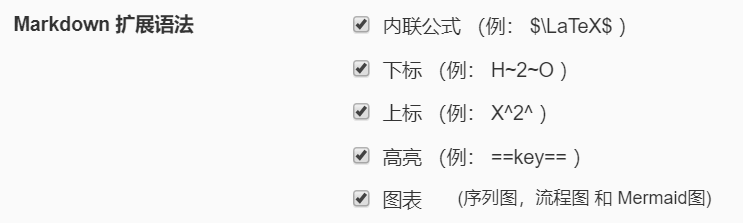 Markdown 扩展语法
内联公式 （例： $\LaTeX$ ）
下标 （例： H~2~O ）
上标 （例： X^2^ ）
高亮 （例： ==key== ）
图表 (序列图，流程图 和 Mermaid图)